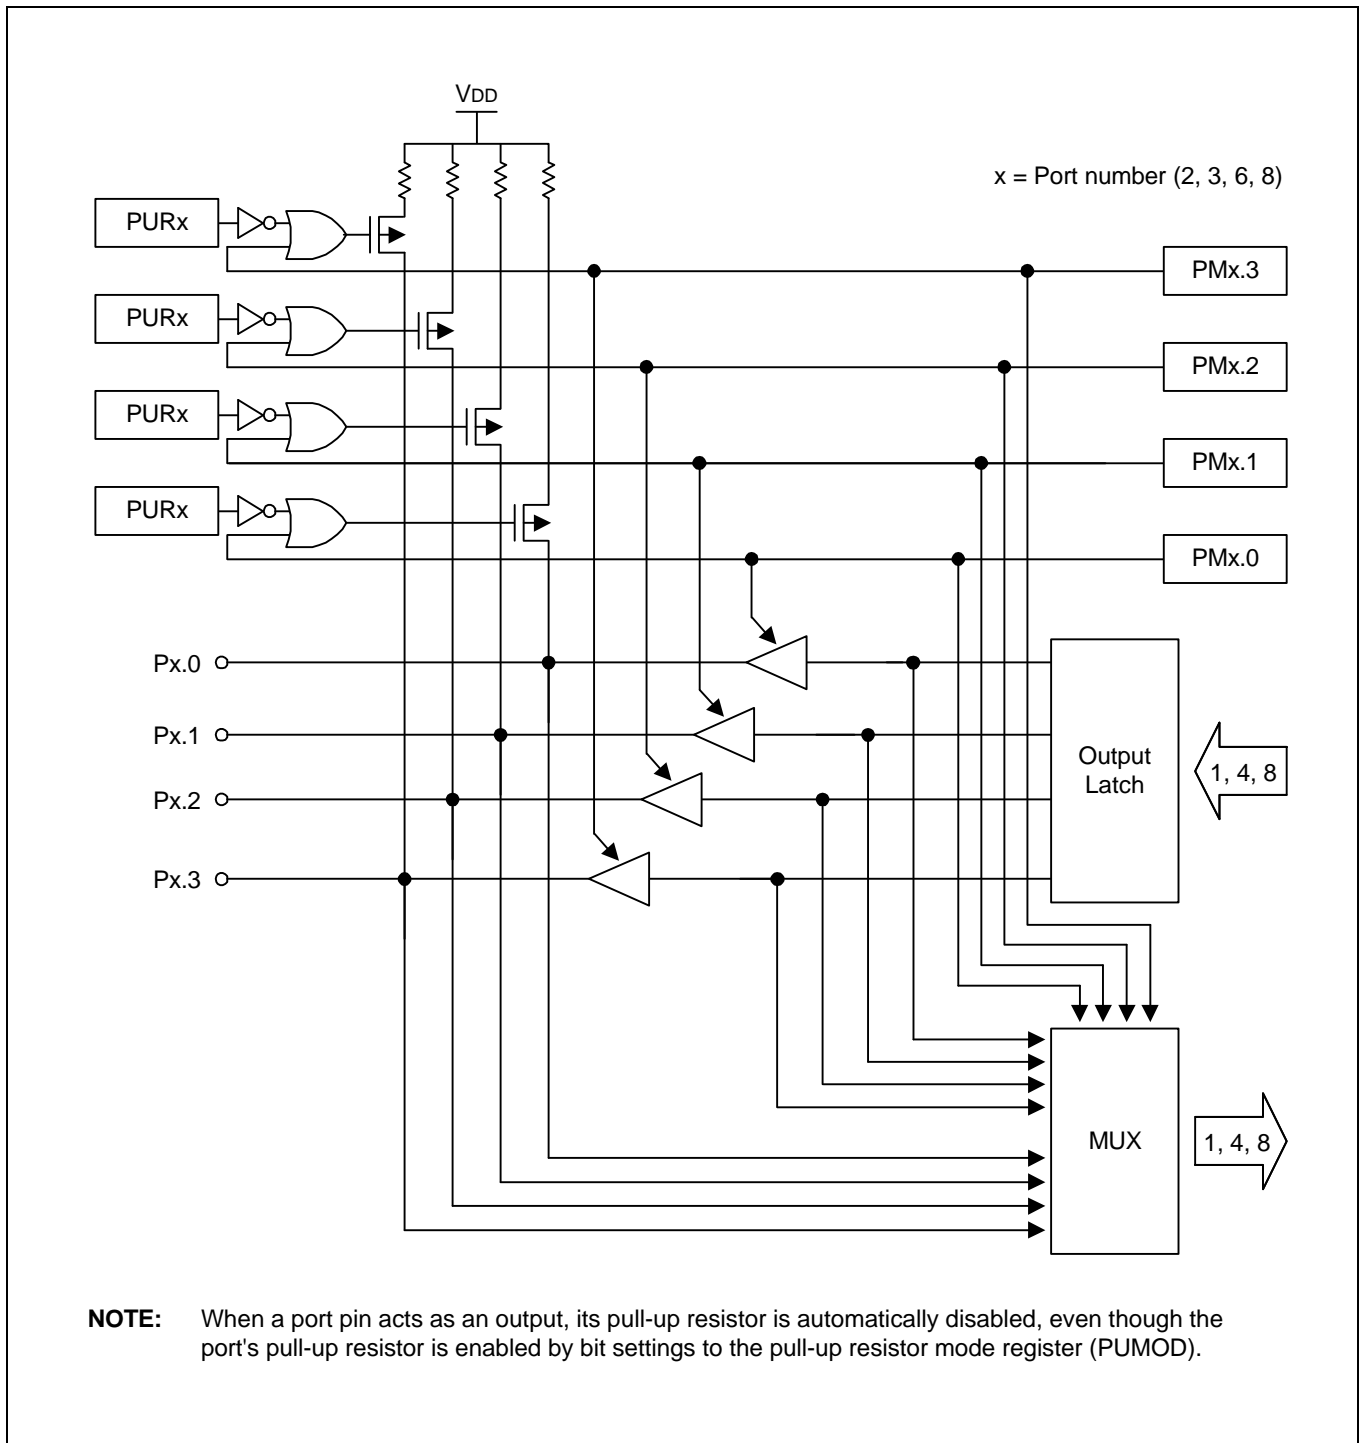 VDD
x = Port number (2, 3, 6, 8)
PURx
PMx.3
PURx
PMx.2
PURx
PMx.1
PURx
PMx.0
Px.0
Px.1
Output
Latch
1, 4, 8
Px.2
Px.3
MUX
1, 4, 8
NOTE: When a port pin acts as an output, its pull-up resistor is automatically disabled, even though the
port's pull-up resistor is enabled by bit settings to the pull-up resistor mode register (PUMOD).